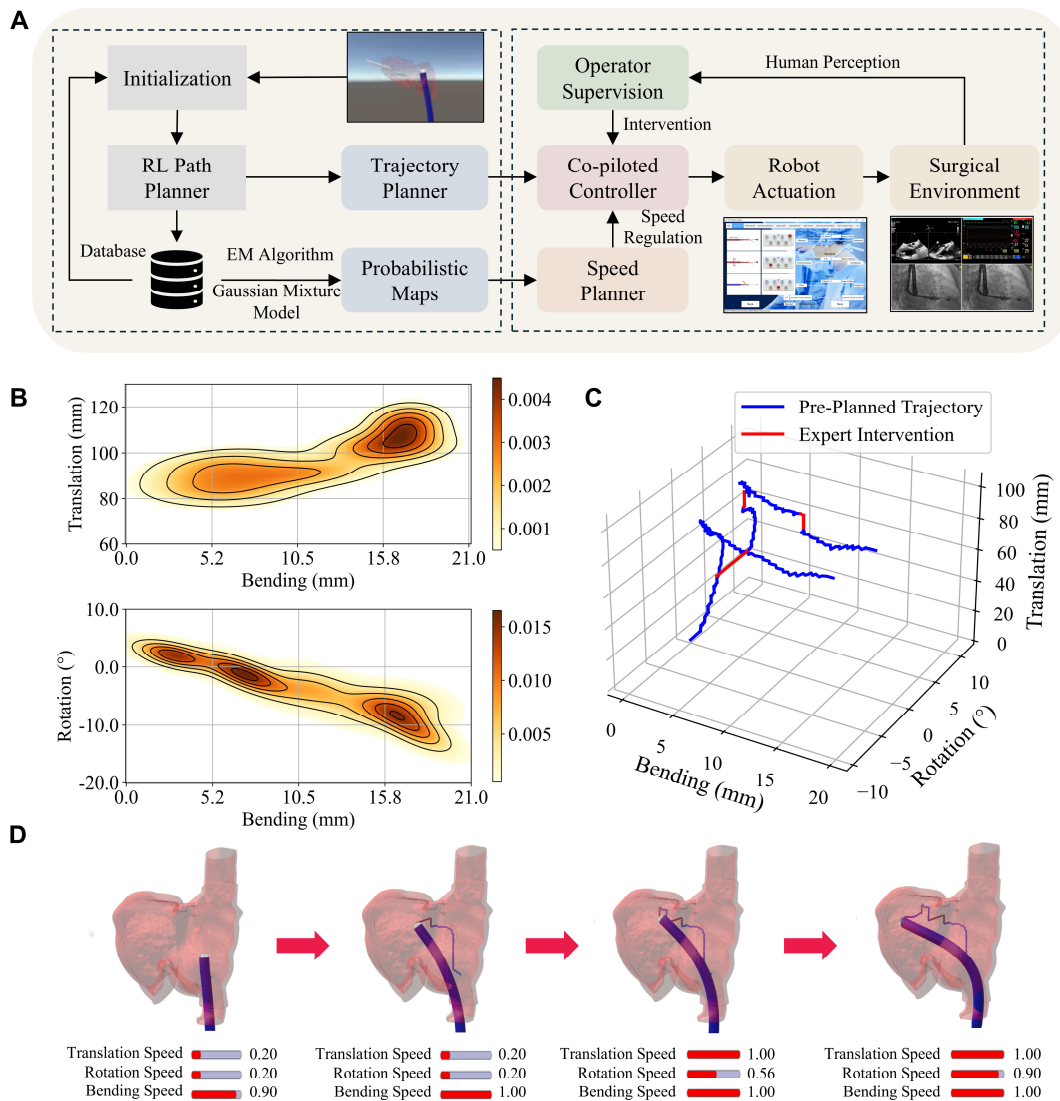 A
Initialization
RL Path
Planner
Database
EM Algorithm
Gaussian Mixture
Model
Trajectory
Planner
Probabilistic
Maps
Operator
Supervision
Human Perception
Intervention
Co-piloted
Controller
Robot
Actuation
Surgical
Environment
Speed
Regulation
Speed
Planner
B
Translation (mm)
120
100
80
60
0.0 5.2 10.5 15.8 21.0
Bending (mm)
0.004
0.003
0.002
0.001
Rotation (°)
10.0
0.0
-10.0
-20.0
0.0 5.2 10.5 15.8 21.0
Bending (mm)
0.015
0.010
0.005
C
Pre-Planned Trajectory
Expert Intervention
0 5 10 15 20
Bending (mm)
−10 −5 0 5 10
Rotation (°)
0 20 40 60 80 100
Translation (mm)
D
Translation Speed 0.20
Rotation Speed 0.20
Bending Speed 0.90
Translation Speed 0.20
Rotation Speed 0.20
Bending Speed 1.00
Translation Speed 1.00
Rotation Speed 0.56
Bending Speed 1.00
Translation Speed 1.00
Rotation Speed 0.90
Bending Speed 1.00